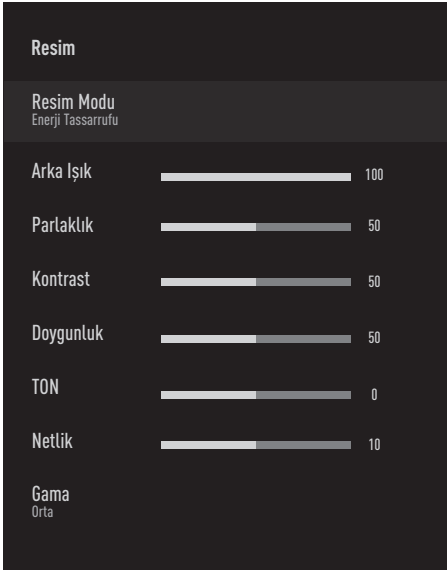 Resim
Resim Modu
Enerji Tassarrufu
Arka Işık 100
Parlaklık 50
Kontrast 50
Doygunluk 50
TON 0
Netlik 10
Gama
Orta